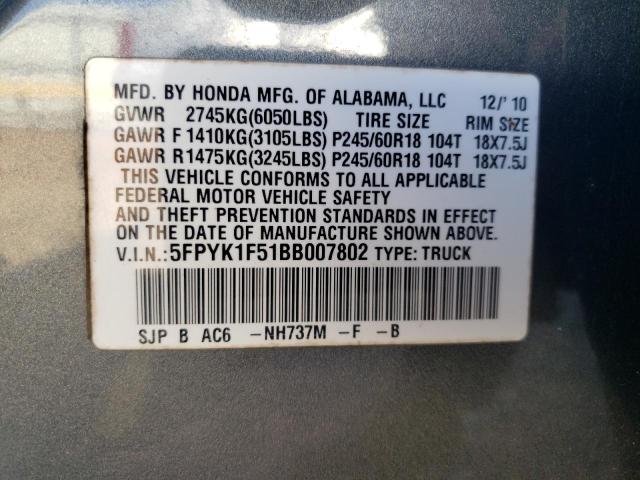 MFD. BY HONDA MFG. OF ALABAMA, LLC 12/'10
GVWR 2745KG(6050LBS) TIRE SIZE RIM SIZE
GAWR F 1410KG(3105LBS) P245/60R18 104T 18X7.5J
GAWR R1475KG(3245LBS) P245/60R18 104T 18X7.5J
THIS VEHICLE CONFORMS TO ALL APPLICABLE
FEDERAL MOTOR VEHICLE SAFETY
AND THEFT PREVENTION STANDARDS IN EFFECT
ON THE DATE OF MANUFACTURE SHOWN ABOVE.
V.I.N.:5FPYK1F51BB007802 TYPE: TRUCK
SJP B AC6 -NH737M -F -B